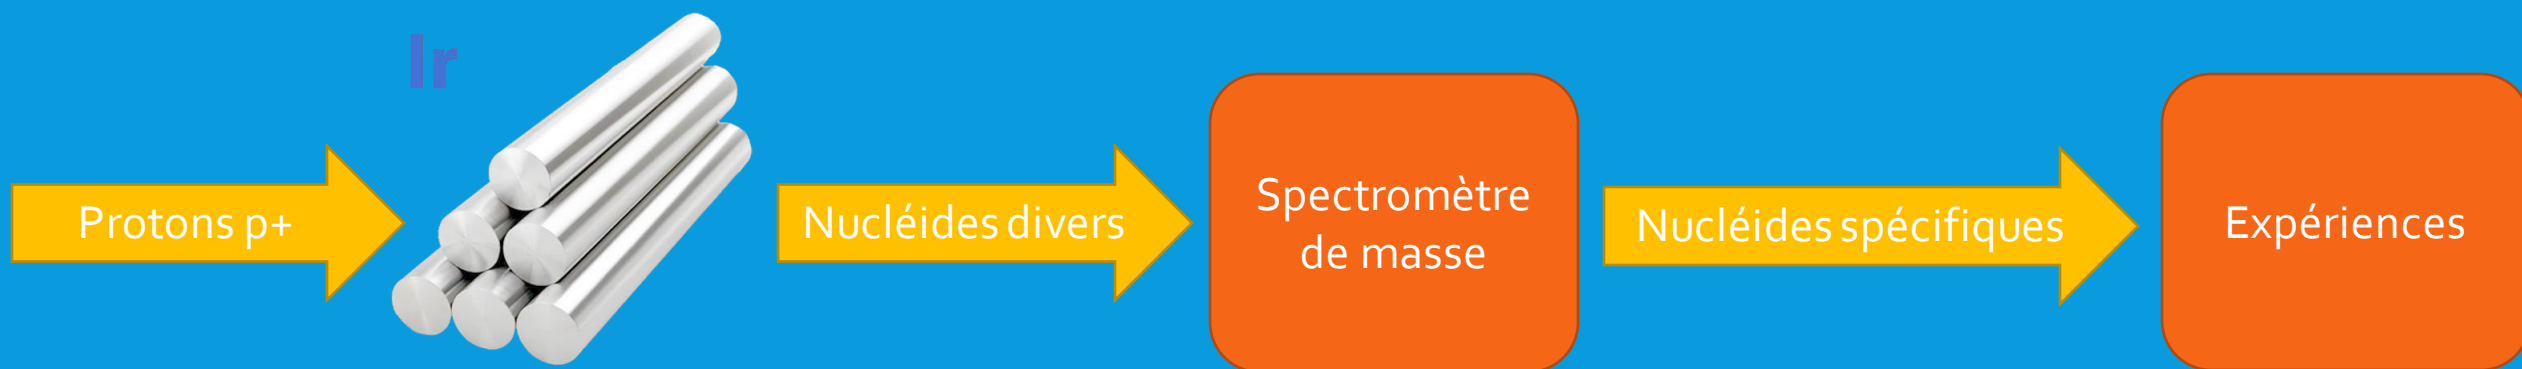 Ir
Protons p+
Nucléides divers
Spectromètre
de masse
Nucléides spécifiques
Expériences